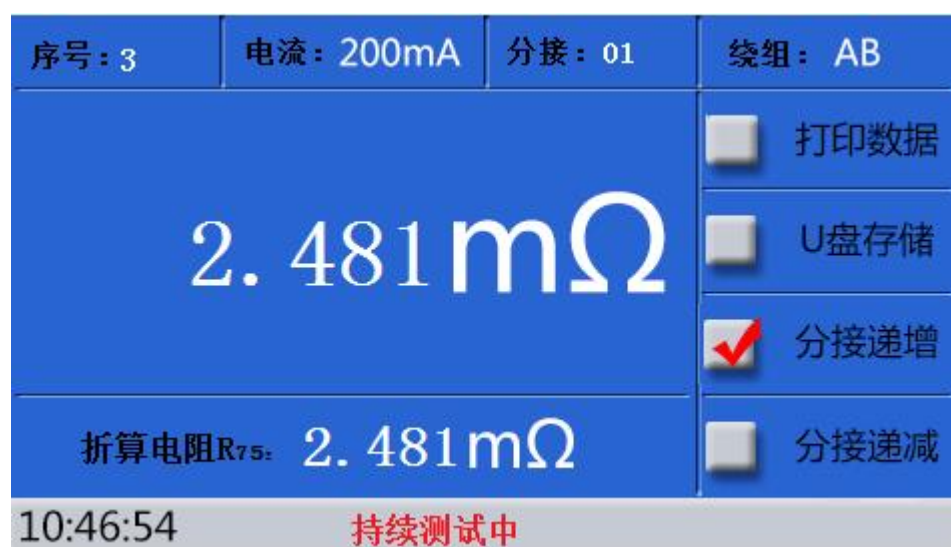 序号:3 电流:200mA 分接:01 绕组:AB
打印数据
2.481mΩ
U盘存储
分接递增
折算电阻R75: 2.481mΩ
分接递减
10:46:54 持续测试中